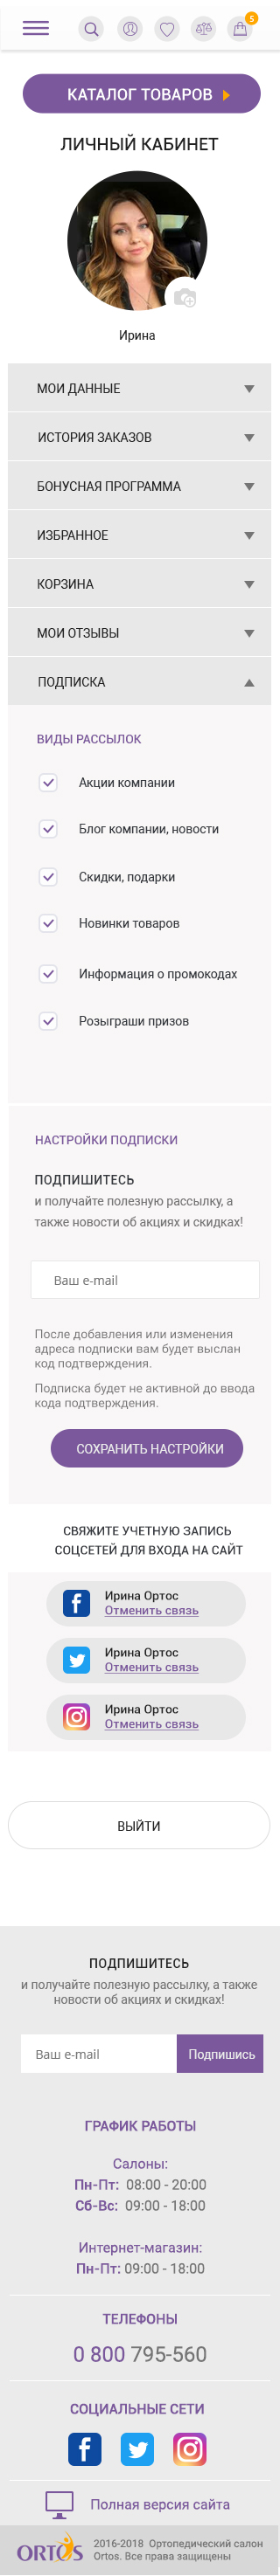 5
КАТАЛОГ ТОВАРОВ
ЛИЧНЫЙ КАБИНЕТ
Ирина
МОИ ДАННЫЕ
ИСТОРИЯ ЗАКАЗОВ
БОНУСНАЯ ПРОГРАММА
ИЗБРАННОЕ
КОРЗИНА
МОИ ОТЗЫВЫ
ПОДПИСКА
ВИДЫ РАССЫЛОК
Акции компании
Блог компании, новости
Скидки, подарки
Новинки товаров
Информация о промокодах
Розыграши призов
НАСТРОЙКИ ПОДПИСКИ
ПОДПИШИТЕСЬ
и получайте полезную рассылку, а
также новости об акциях и скидках!
Ваш e-mail
После добавления или изменения
адреса подписки вам будет выслан
код подтверждения.
Подписка будет не активной до ввода
кода подтверждения.
СОХРАНИТЬ НАСТРОЙКИ
СВЯЖИТЕ УЧЕТНУЮ ЗАПИСЬ
СОЦСЕТЕЙ ДЛЯ ВХОДА НА САЙТ
Ирина Ортос
Отменить связь
Ирина Ортос
Отменить связь
Ирина Ортос
Отменить связь
ВЫЙТИ
ПОДПИШИТЕСЬ
и получайте полезную рассылку, а также
новости об акциях и скидках!
Ваш e-mail
Подпишись
ГРАФИК РАБОТЫ
Салоны:
Пн-Пт: 08:00 - 20:00
Сб-Вс: 09:00 - 18:00
Интернет-магазин:
Пн-Пт: 09:00 - 18:00
ТЕЛЕФОНЫ
0 800 795-560
СОЦИАЛЬНЫЕ СЕТИ
Полная версия сайта
ORTOS
2016-2018 Ортопедический салон
Ortos. Все права защищены